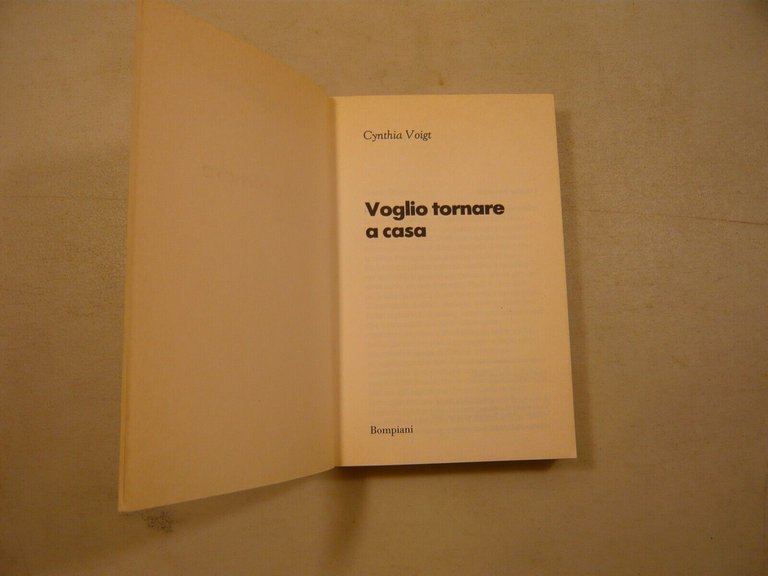 Cynthia Voigt
Voglio tornare
a casa
Bompiani